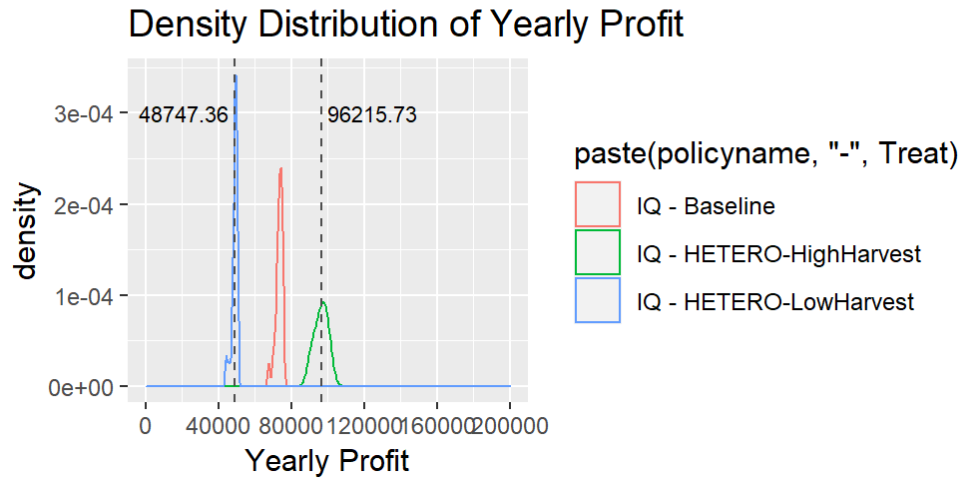 Density Distribution of Yearly Profit
3e-04
2e-04
1e-04
0e+00
density
48747.36
96215.73
0
40000
80000
120000
160000
200000
Yearly Profit
paste(policyname, "-", Treat)
IQ - Baseline
IQ - HETERO-HighHarvest
IQ - HETERO-LowHarvest